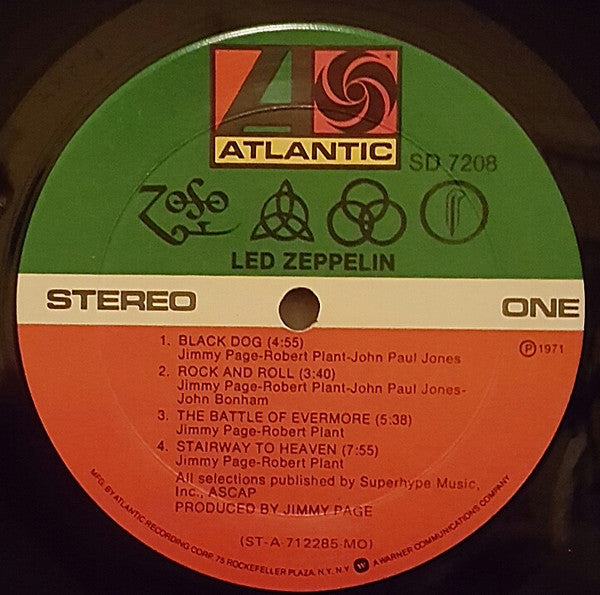 ATLANTIC
SD 7208
ZoSo
LED ZEPPELIN
STEREO
ONE
1. BLACK DOG (4:55)
Jimmy Page-Robert Plant-John Paul Jones
℗1971
2. ROCK AND ROLL (3:40)
Jimmy Page-Robert Plant-John Paul Jones-
John Bonham
3. THE BATTLE OF EVERMORE (5:38)
Jimmy Page-Robert Plant
4. STAIRWAY TO HEAVEN (7:55)
Jimmy Page-Robert Plant
All selections published by Superhype Music,
Inc., ASCAP
PRODUCED BY JIMMY PAGE
(ST-A-712285-MO)
MFG. BY ATLANTIC RECORDING CORP. 75 ROCKEFELLER PLAZA, N.Y. N.Y. W A WARNER COMMUNICATIONS COMPANY